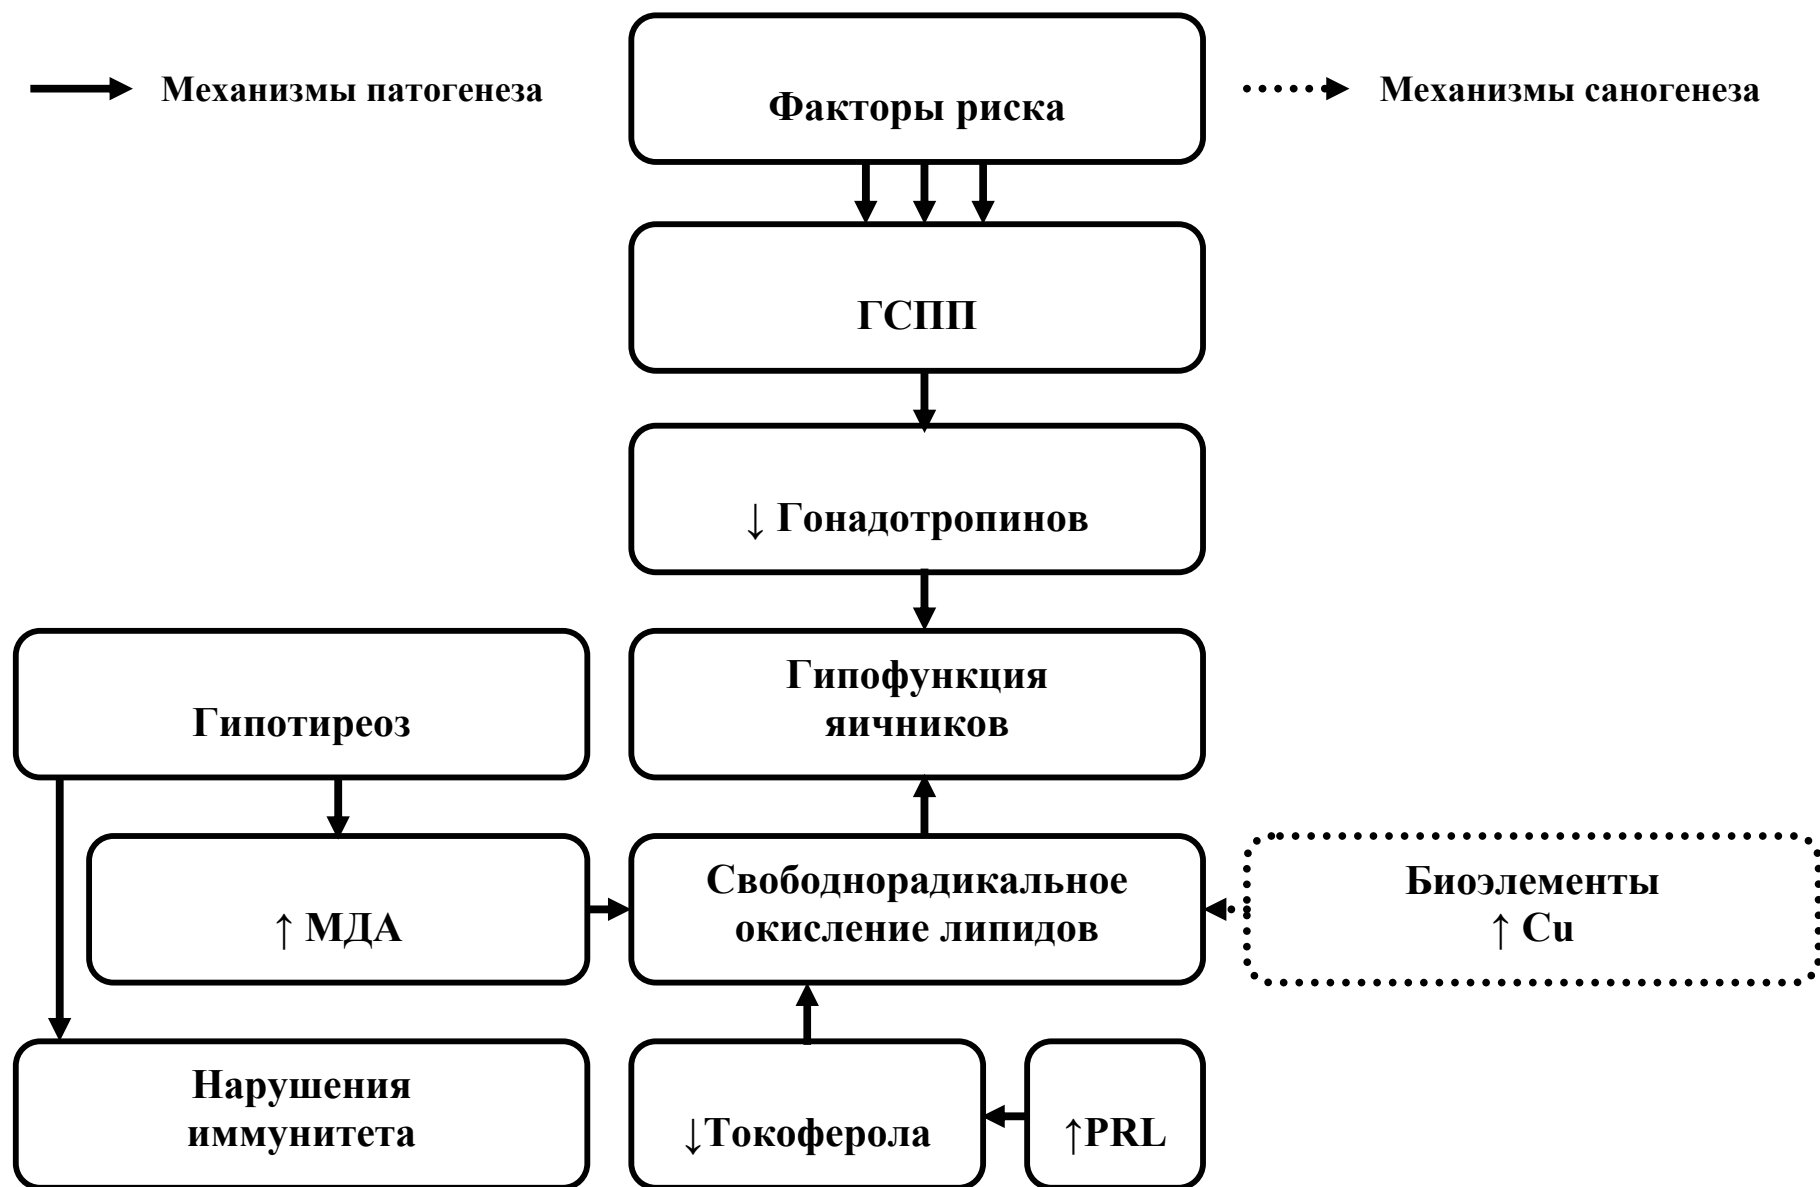 Механизмы патогенеза
Факторы риска
Механизмы саногенеза
ГСПП
↓ Гонадотропинов
Гипотиреоз
Гипофункция
яичников
↑ МДА
Свободнорадикальное
окисление липидов
Биоэлементы
↑ Cu
Нарушения
иммунитета
↓Токоферола
↑PRL